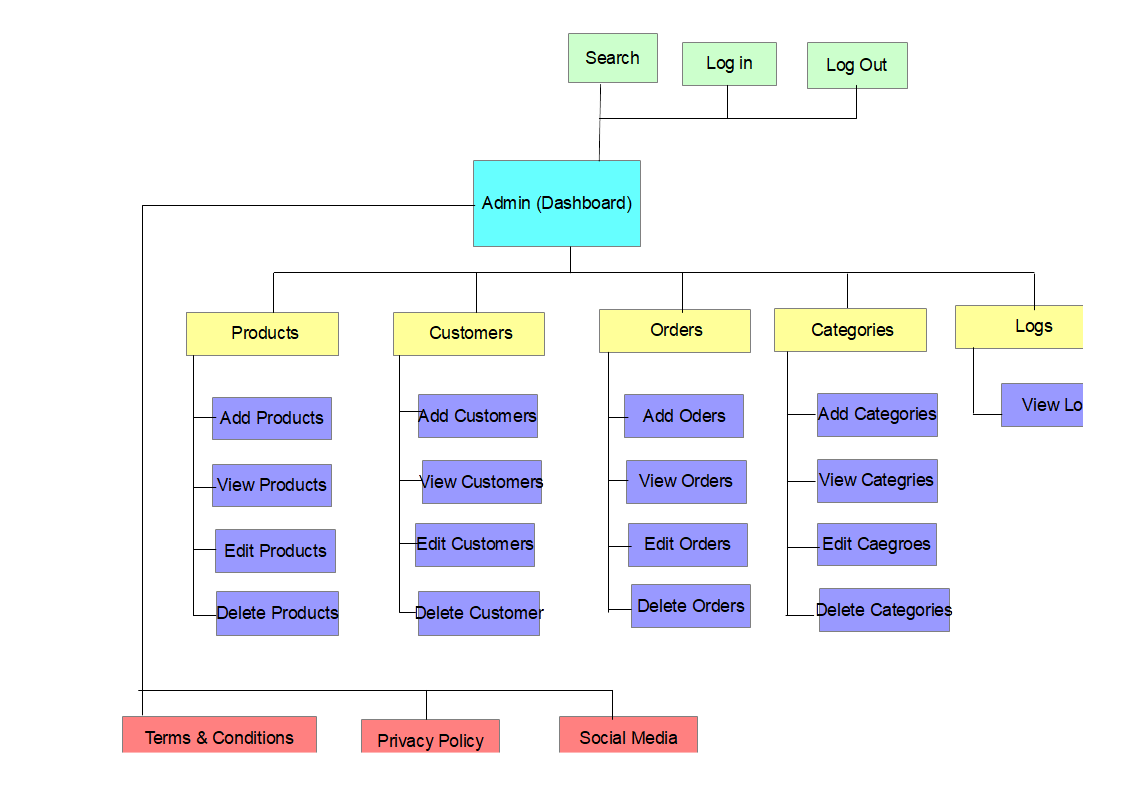 Search
Log in
Log Out
Admin (Dashboard)
Products
Customers
Orders
Categories
Logs
Add Products
Add Customers
Add Oders
Add Categories
View Lo
View Products
View Customers
View Orders
View Categries
Edit Products
Edit Customers
Edit Orders
Edit Caegroes
Delete Products
Delete Customer
Delete Orders
Delete Categories
Terms & Conditions
Privacy Policy
Social Media